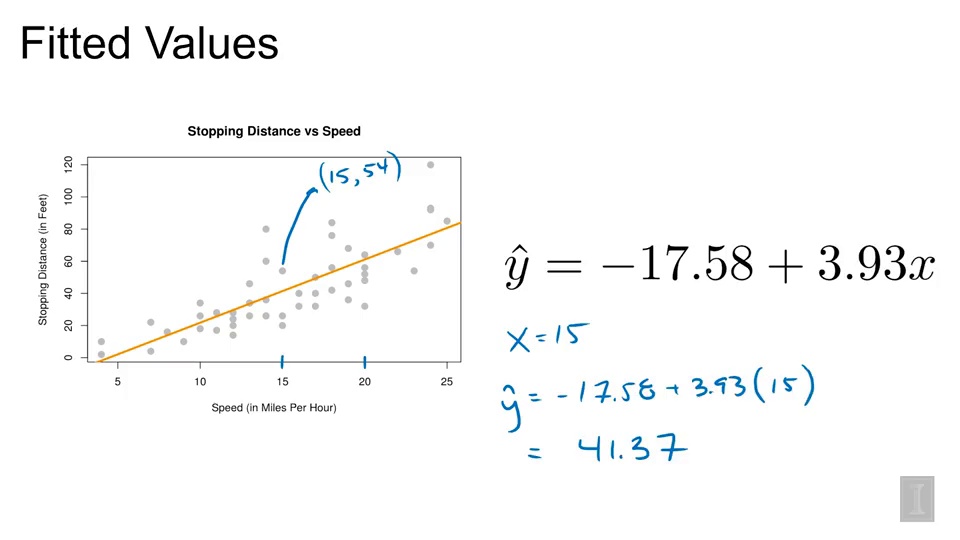 Fitted Values
Stopping Distance vs Speed
(15, 54)
Stopping Distance (in Feet)
120
100
80
60
40
20
0
5 10 15 20 25
Speed (in Miles Per Hour)
ŷ = −17.58 + 3.93x
x = 15
ŷ = -17.58 + 3.93(15)
= 41.37
I